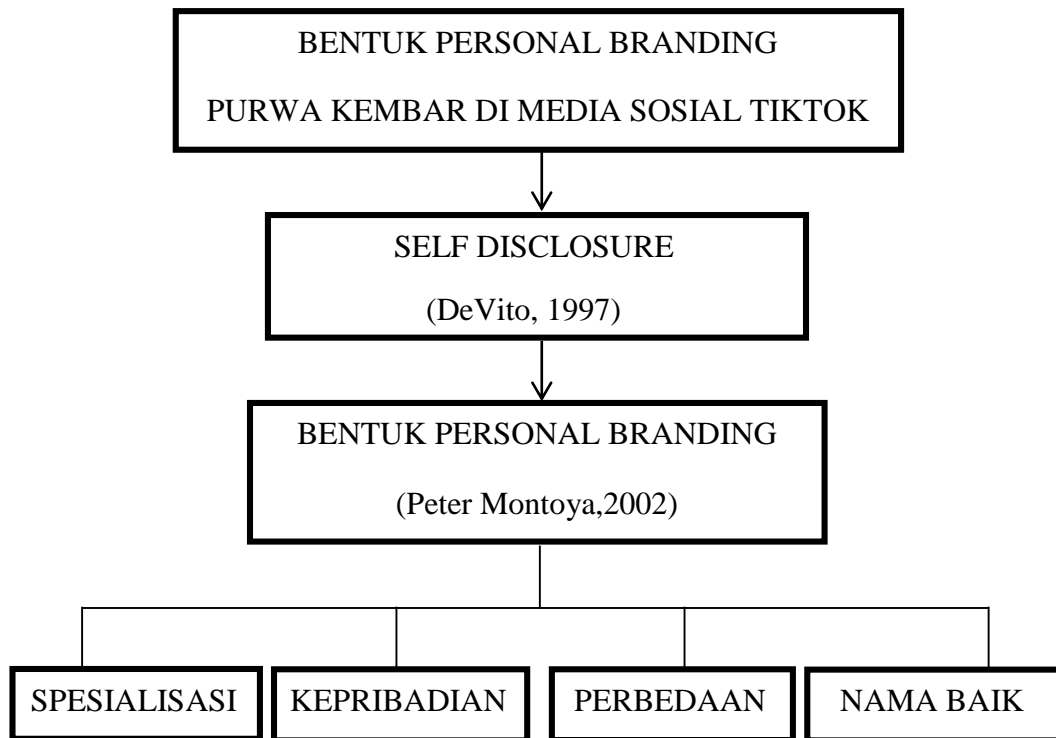 BENTUK PERSONAL BRANDING
PURWA KEMBAR DI MEDIA SOSIAL TIKTOK
SELF DISCLOSURE
(DeVito, 1997)
BENTUK PERSONAL BRANDING
(Peter Montoya,2002)
SPESIALISASI
KEPRIBADIAN
PERBEDAAN
NAMA BAIK